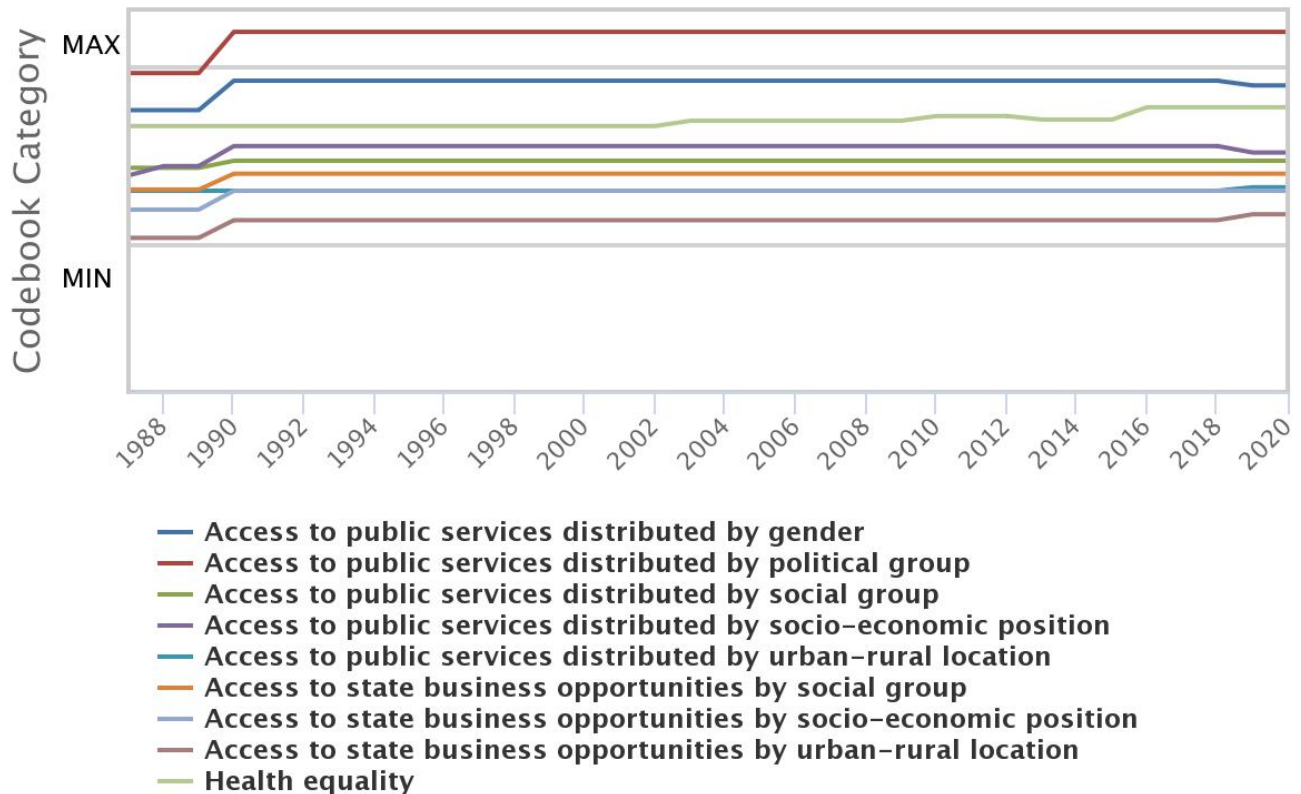 Codebook Category
MAX
MIN
1988
1990
1992
1994
1996
1998
2000
2002
2004
2006
2008
2010
2012
2014
2016
2018
2020
Access to public services distributed by gender
Access to public services distributed by political group
Access to public services distributed by social group
Access to public services distributed by socio-economic position
Access to public services distributed by urban-rural location
Access to state business opportunities by social group
Access to state business opportunities by socio-economic position
Access to state business opportunities by urban-rural location
Health equality